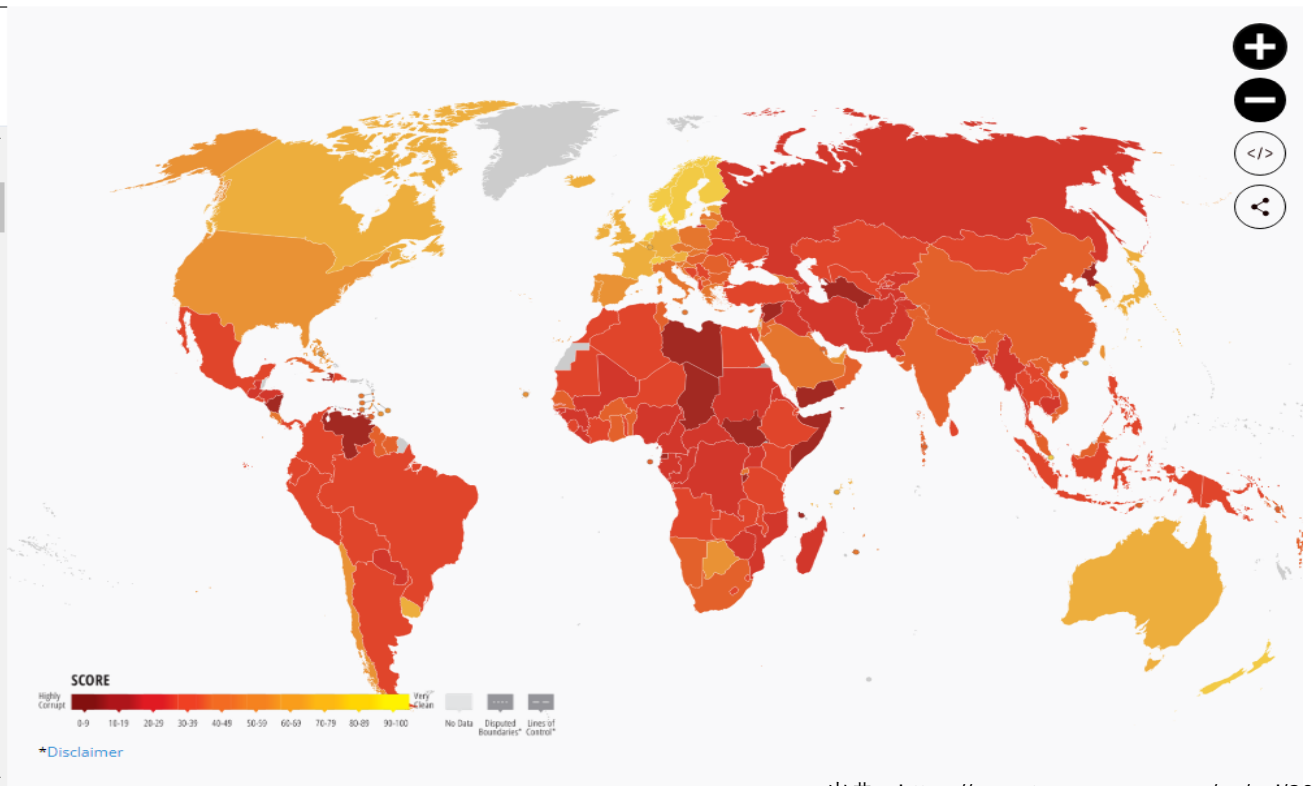 </>
SCORE
Highly Corrupt
Very Clean
0-9 10-19 20-29 30-39 40-49 50-59 60-69 70-79 80-89 90-100
No Data
Disputed Boundaries*
Lines of Control*
*Disclaimer